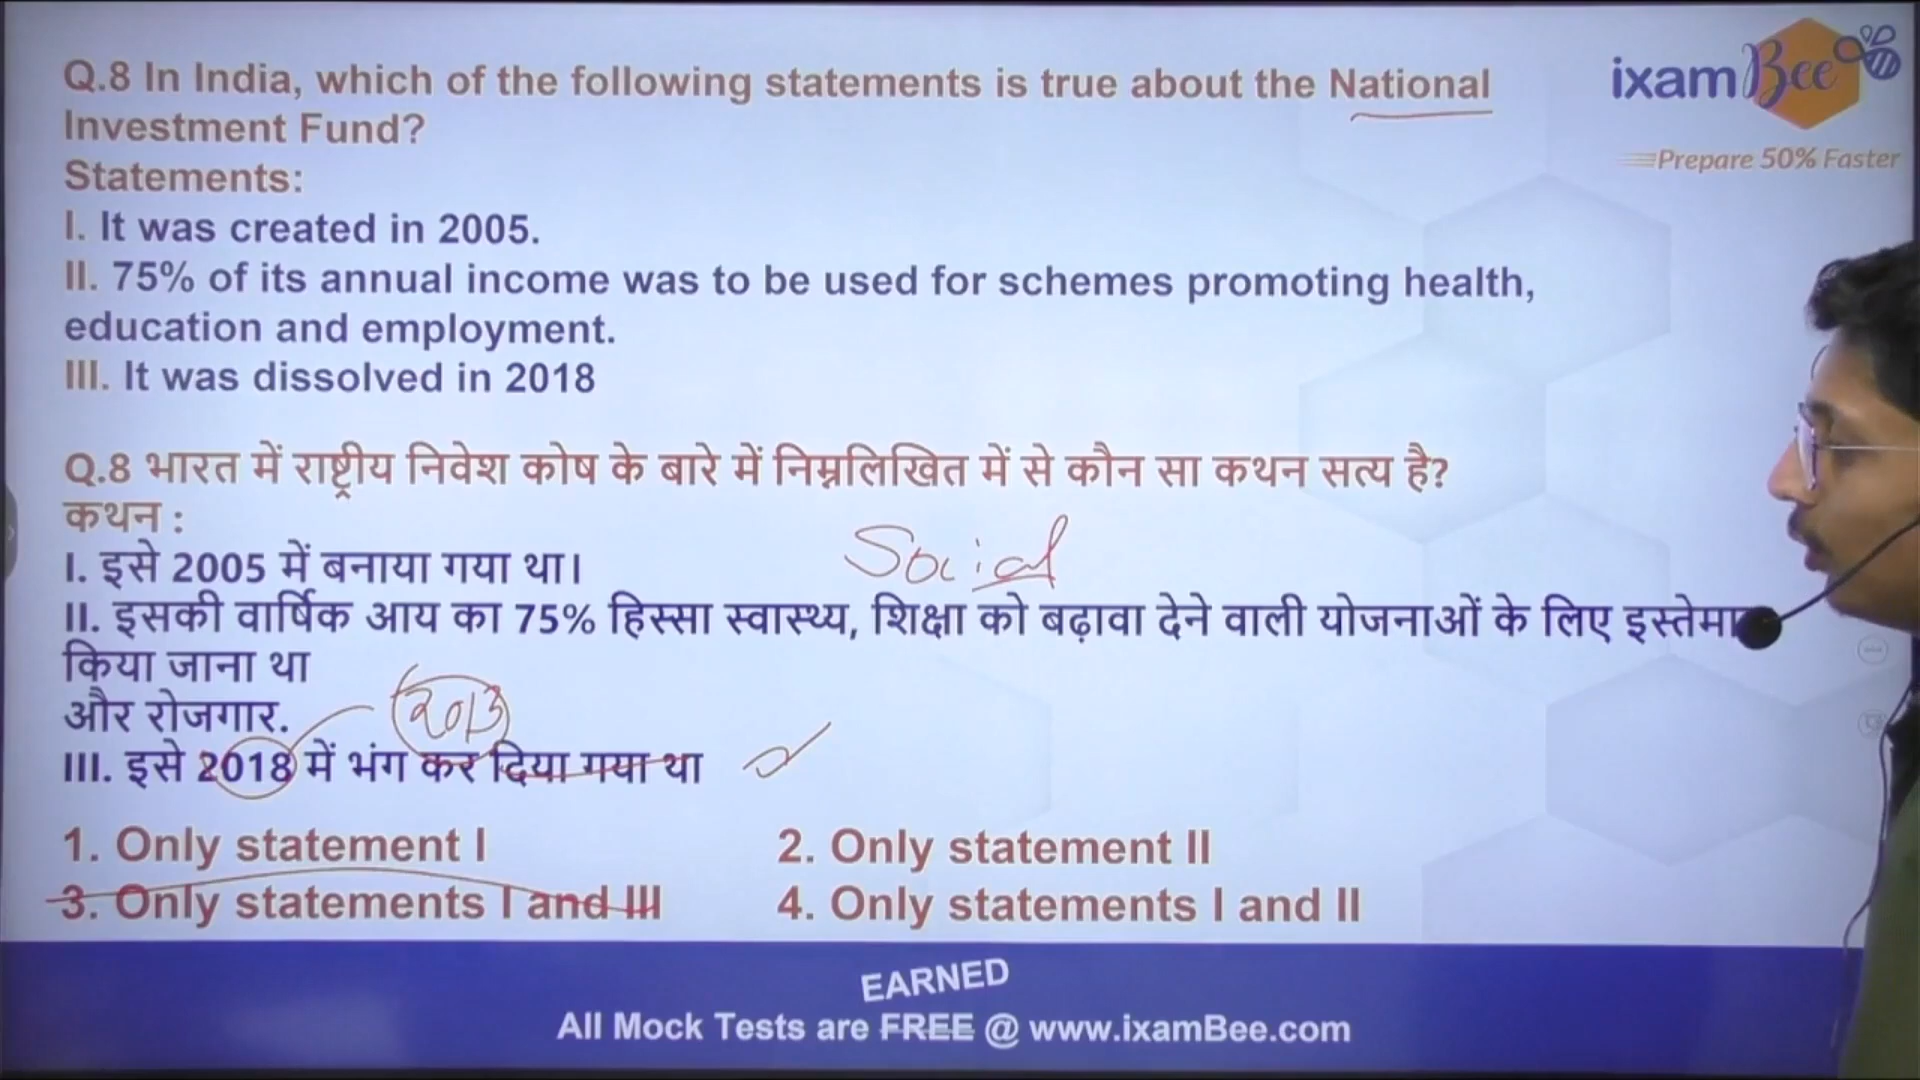 Q.8 In India, which of the following statements is true about the National
Investment Fund?
Statements:
I. It was created in 2005.
II. 75% of its annual income was to be used for schemes promoting health,
education and employment.
III. It was dissolved in 2018
ixamBee
Prepare 50% Faster
Q.8 भारत में राष्ट्रीय निवेश कोष के बारे में निम्नलिखित में से कौन सा कथन सत्य है?
कथन :
Social
I. इसे 2005 में बनाया गया था।
II. इसकी वार्षिक आय का 75% हिस्सा स्वास्थ्य, शिक्षा को बढ़ावा देने वाली योजनाओं के लिए
किया जाना था
2013
और रोजगार.
III. इसे 2018 में भंग कर दिया गया था
1. Only statement I
2. Only statement II
3. Only statements I and III
4. Only statements I and II
EARNED
All Mock Tests are FREE @ www.ixamBee.com